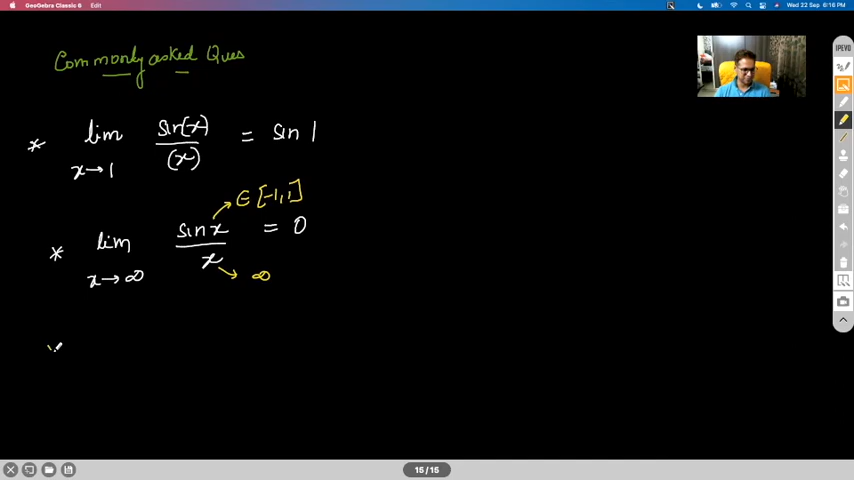 GeoGebra Classic 6 Edit Wed 22 Sep 6:16 PM
IPEVO
Commonly asked Ques
* lim x→1 sin(x)/(x) = sin 1
∈ [-1,1]
* lim x→∞ sinx/x = 0
∞
15/15